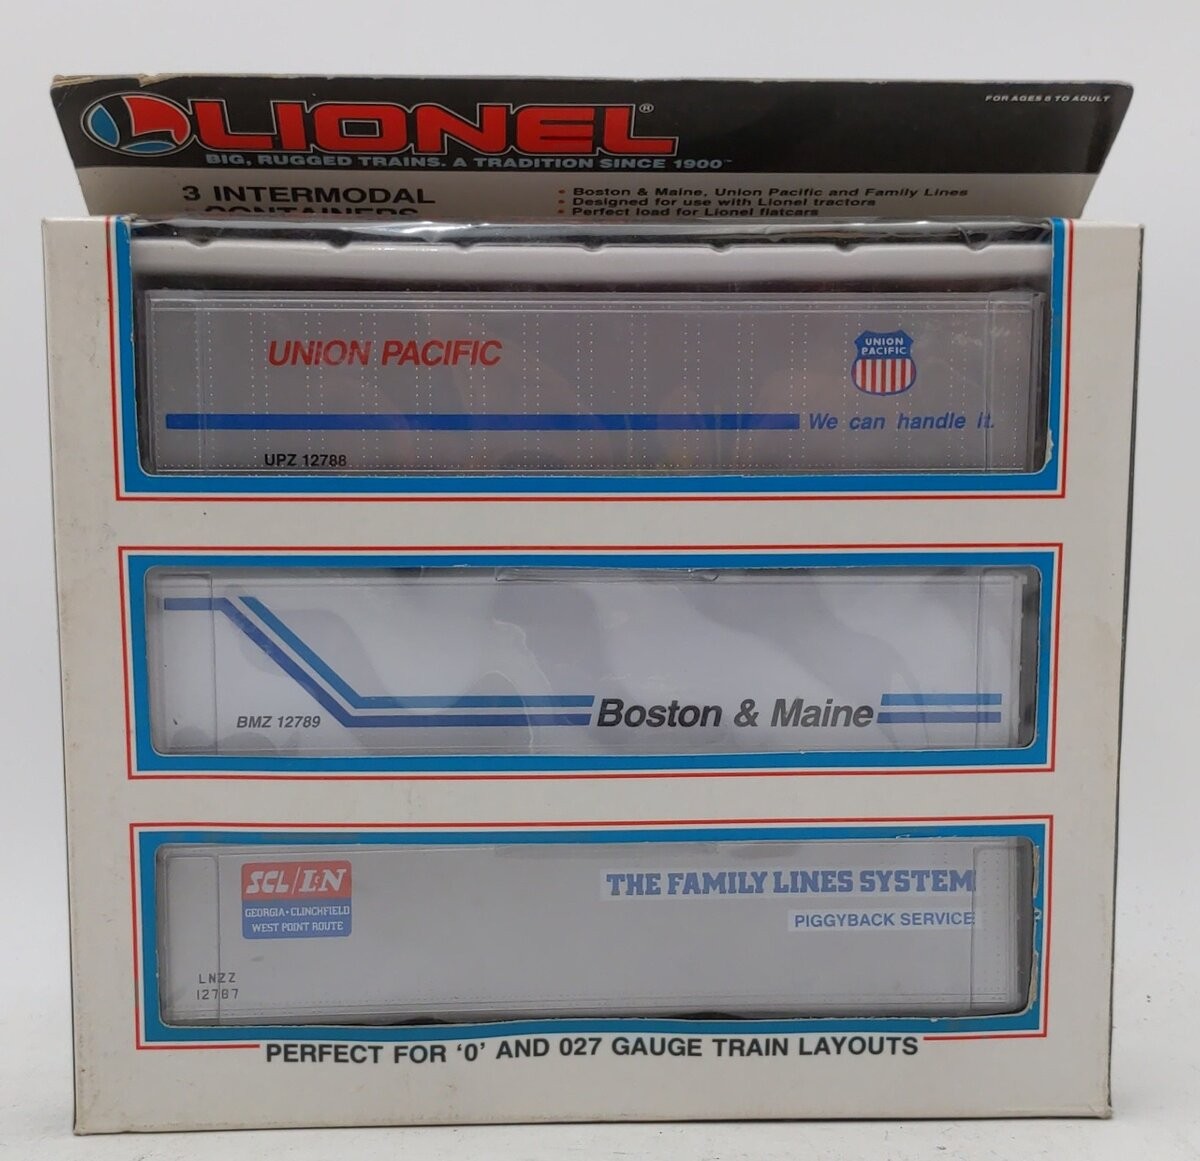 LIONEL®
FOR AGES 8 TO ADULT
BIG, RUGGED TRAINS. A TRADITION SINCE 1900™
3 INTERMODAL
CONTAINERS
• Boston & Maine, Union Pacific and Family Lines
• Designed for use with Lionel tractors
• Perfect load for Lionel flatcars
UNION PACIFIC
UNION
PACIFIC
We can handle it.
UPZ 12788
BMZ 12789
Boston & Maine
SCL/L&N
GEORGIA • CLINCHFIELD
WEST POINT ROUTE
THE FAMILY LINES SYSTEM
PIGGYBACK SERVICE
LNZZ
12787
PERFECT FOR 'O' AND 027 GAUGE TRAIN LAYOUTS